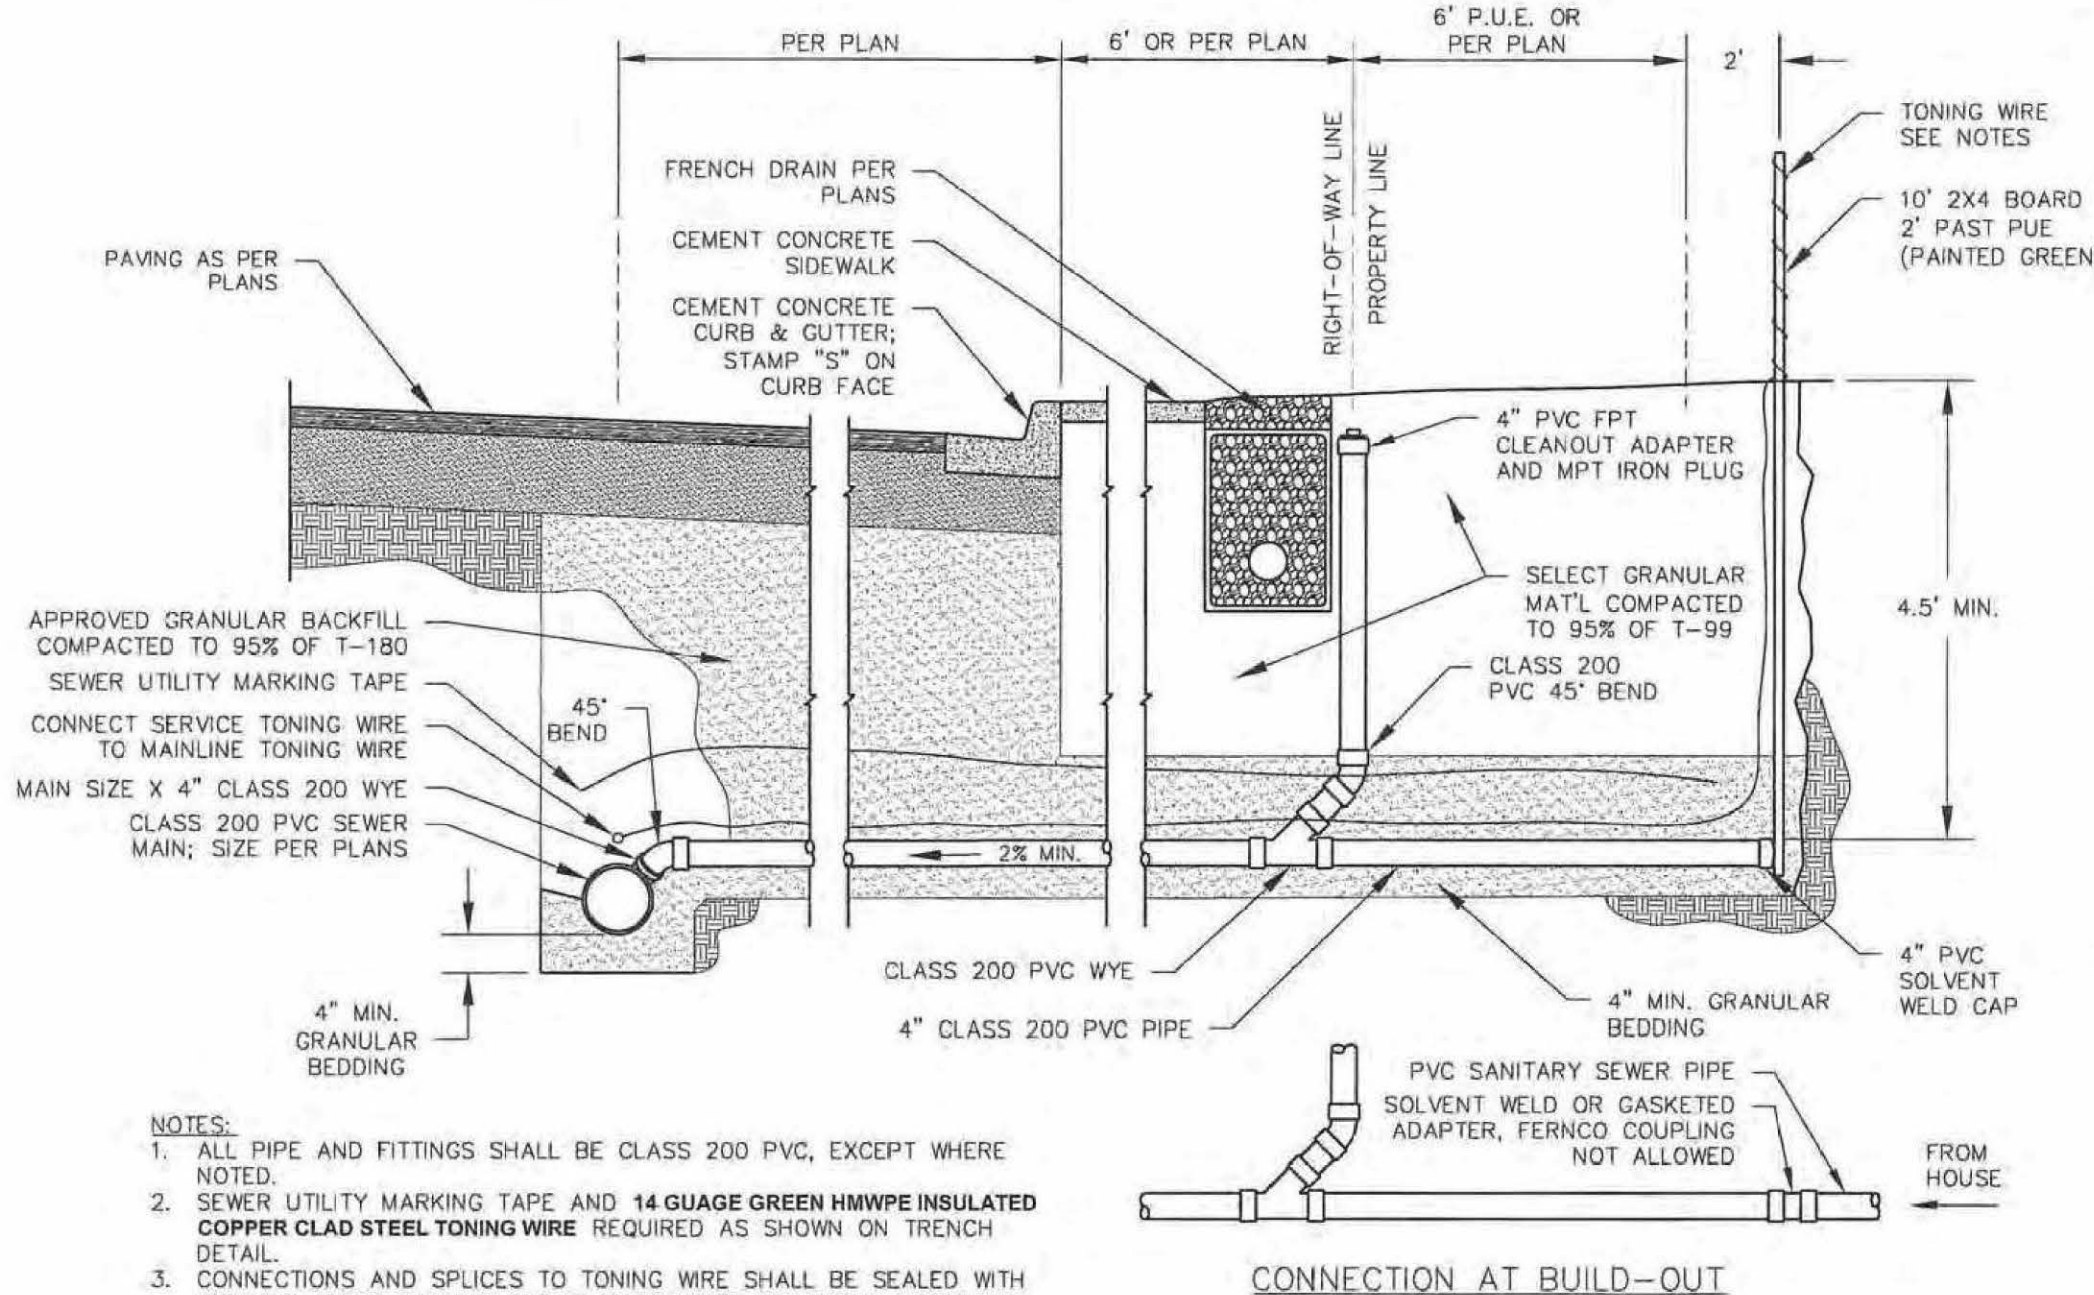 PER PLAN
6' OR PER PLAN
6' P.U.E. OR
PER PLAN
2'
TONING WIRE
SEE NOTES
10' 2X4 BOARD
2' PAST PUE
(PAINTED GREEN
RIGHT-OF-WAY LINE
PROPERTY LINE
FRENCH DRAIN PER
PLANS
CEMENT CONCRETE
SIDEWALK
CEMENT CONCRETE
CURB & GUTTER;
STAMP "S" ON
CURB FACE
PAVING AS PER
PLANS
4" PVC FPT
CLEANOUT ADAPTER
AND MPT IRON PLUG
SELECT GRANULAR
MAT'L COMPACTED
TO 95% OF T-99
4.5' MIN.
CLASS 200
PVC 45° BEND
APPROVED GRANULAR BACKFILL
COMPACTED TO 95% OF T-180
SEWER UTILITY MARKING TAPE
CONNECT SERVICE TONING WIRE
TO MAINLINE TONING WIRE
MAIN SIZE X 4" CLASS 200 WYE
CLASS 200 PVC SEWER
MAIN; SIZE PER PLANS
45°
BEND
2% MIN.
4" MIN.
GRANULAR
BEDDING
CLASS 200 PVC WYE
4" CLASS 200 PVC PIPE
4" MIN. GRANULAR
BEDDING
4" PVC
SOLVENT
WELD CAP
PVC SANITARY SEWER PIPE
SOLVENT WELD OR GASKETED
ADAPTER, FERNCO COUPLING
NOT ALLOWED
FROM
HOUSE
CONNECTION AT BUILD-OUT
NOTES:
1. ALL PIPE AND FITTINGS SHALL BE CLASS 200 PVC, EXCEPT WHERE
NOTED.
2. SEWER UTILITY MARKING TAPE AND 14 GUAGE GREEN HMWPE INSULATED
COPPER CLAD STEEL TONING WIRE REQUIRED AS SHOWN ON TRENCH
DETAIL.
3. CONNECTIONS AND SPLICES TO TONING WIRE SHALL BE SEALED WITH